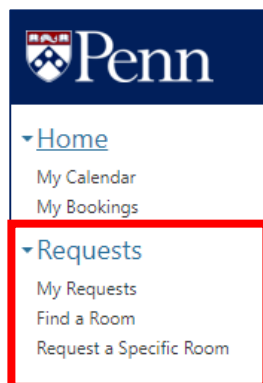 Penn
Home
My Calendar
My Bookings
Requests
My Requests
Find a Room
Request a Specific Room